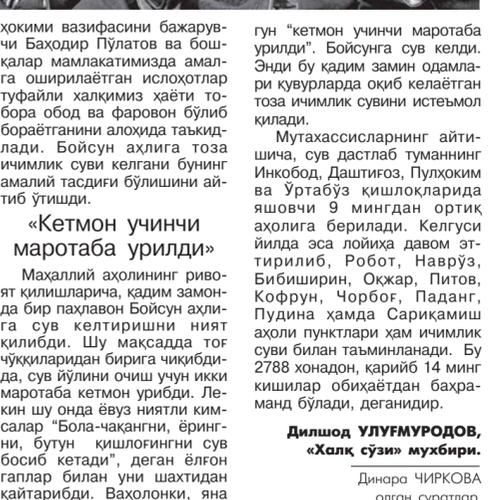 ҳокими вазифасини бажарув-
чи Баҳодир Пўлатов ва бош-
қалар мамлакатимизда амал-
га оширилаётган ислоҳотлар
туфайли халқимиз ҳаёти то-
бора обод ва фаровон бўлиб
бораётганини алоҳида таъкид-
лади. Бойсун аҳлига тоза
ичимлик суви келгани бунинг
амалий тасдиғи бўлишини ай-
тиб ўтишди.
«Кетмон учинчи
маротаба урилди»
Маҳаллий аҳолининг риво-
ят қилишларича, қадим замон-
да бир паҳлавон Бойсун аҳли-
га сув келтиришни ният
қилибди. Шу мақсадда тоғ
чўққиларидан бирига чиқибди-
да, сув йўлини очиш учун икки
маротаба кетмон урибди. Ле-
кин шу онда ёвуз ниятли ким-
салар “Бола-чақангни, ёринг-
ни, бутун қишлоғингни сув
босиб кетади”, деган ёлғон
гаплар билан уни шахтидан
қайтарибди. Ваҳолонки, яна
гун “кетмон учинчи маротаба
урилди”. Бойсунга сув келди.
Энди бу қадим замин одамла-
ри қувурларда оқиб келаётган
тоза ичимлик сувини истеъмол
қилади.
Мутахассисларнинг айти-
шича, сув дастлаб туманнинг
Инкобод, Даштиғоз, Пулҳоким
ва Ўртабўз қишлоқларида
яшовчи 9 мингдан ортиқ
аҳолига берилади. Келгуси
йилда эса лойиҳа давом эт-
тирилиб, Робот, Наврўз,
Бибиширин, Оқжар, Питов,
Кофрун, Чорбоғ, Паданг,
Пудина ҳамда Сариқамиш
аҳоли пунктлари ҳам ичимлик
суви билан таъминланади. Бу
2788 хонадон, қарийб 14 минг
кишилар обиҳаётдан баҳра-
манд бўлади, деганидир.
Дилшод УЛУҒМУРОДОВ,
«Халқ сўзи» мухбири.
Динара ЧИРКОВА
олган суратлар.